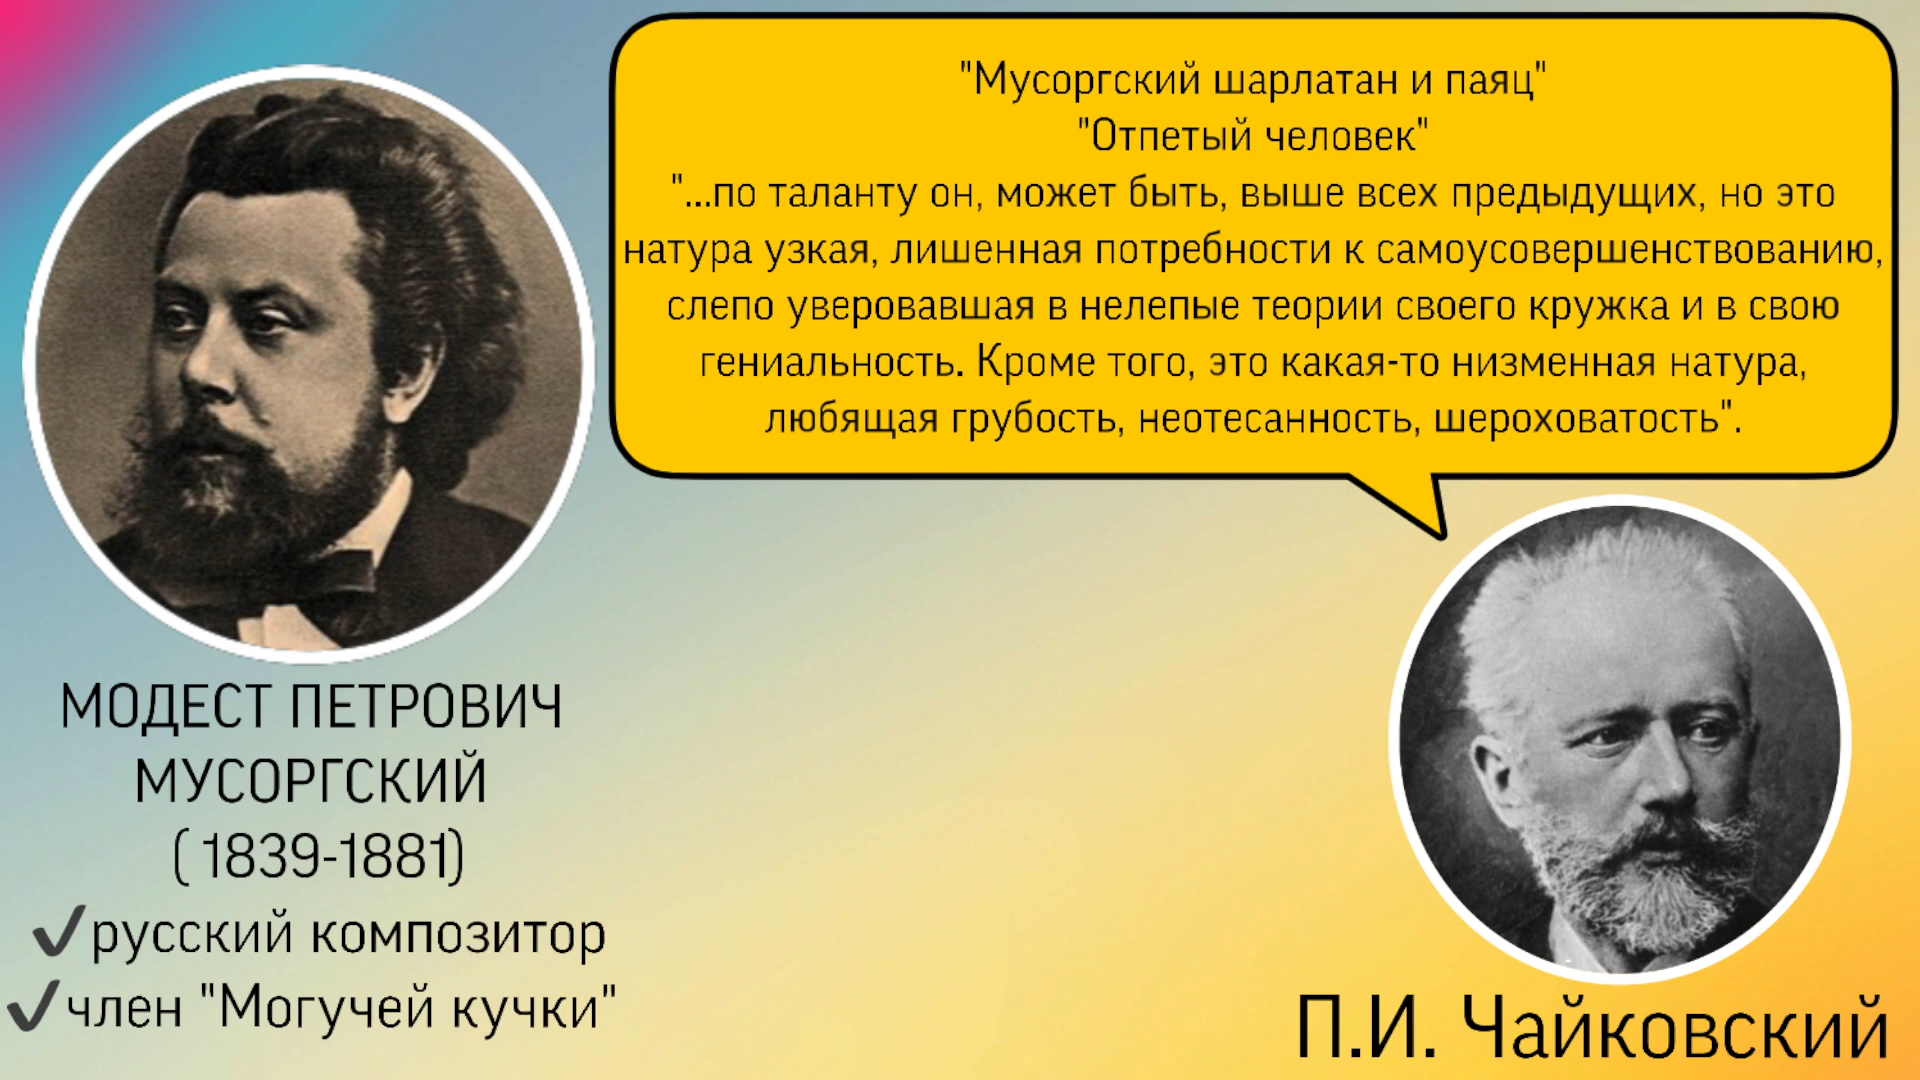 "Мусоргский шарлатан и паяц"
"Отпетый человек"
"...по таланту он, может быть, выше всех предыдущих, но это
натура узкая, лишенная потребности к самоусовершенствованию,
слепо уверовавшая в нелепые теории своего кружка и в свою
гениальность. Кроме того, это какая-то низменная натура,
любящая грубость, неотесанность, шероховатость".
МОДЕСТ ПЕТРОВИЧ
МУСОРГСКИЙ
( 1839-1881)
✔русский композитор
✔член "Могучей кучки"
П.И. Чайковский